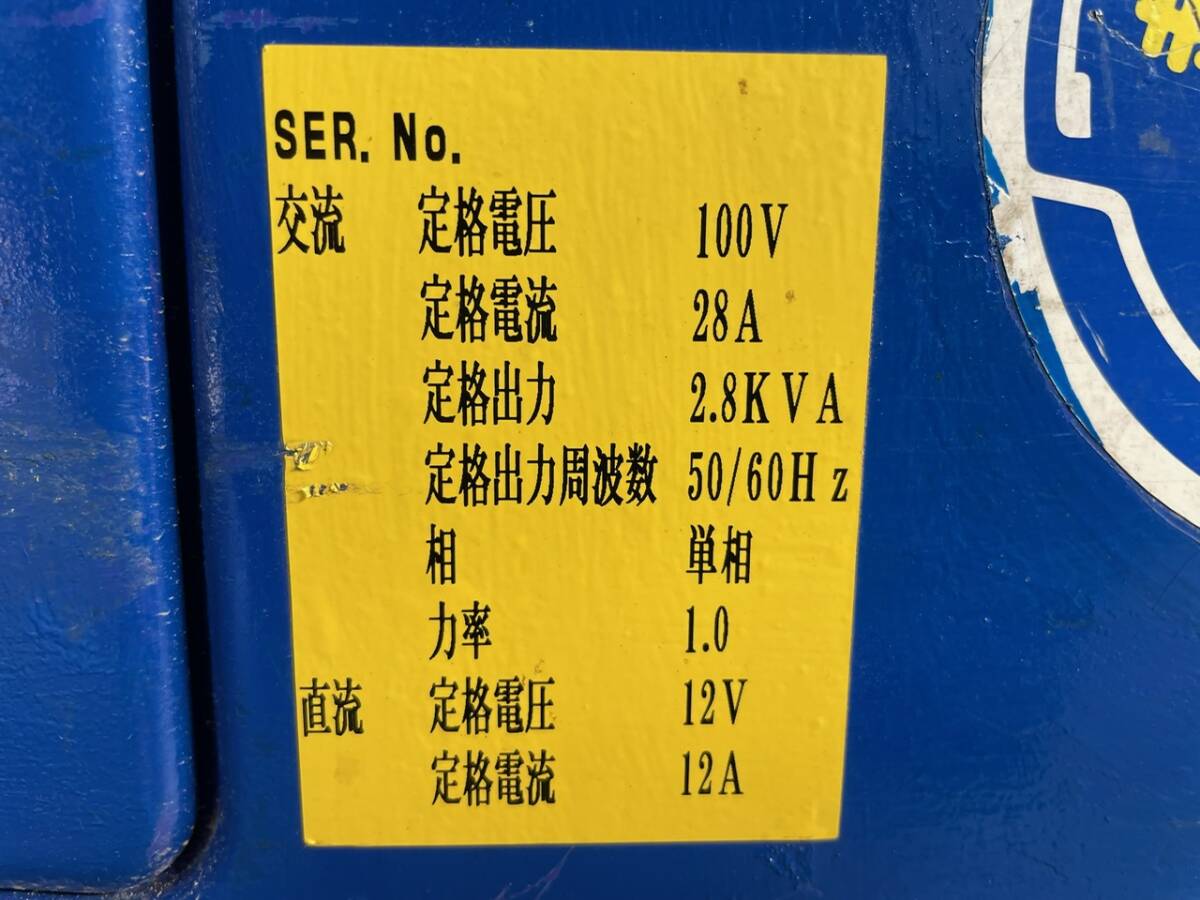 SER. No.
交流 定格電圧 100V
定格電流 28A
定格出力 2.8KVA
定格出力周波数 50/60Hz
相 単相
力率 1.0
直流 定格電圧 12V
定格電流 12A